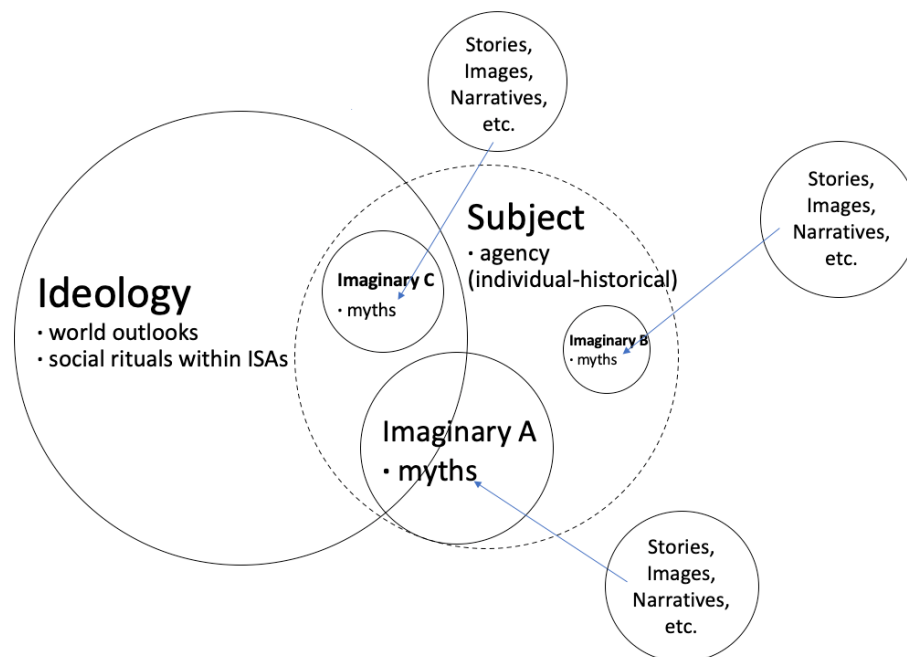 Stories,
Images,
Narratives,
etc.
Stories,
Images,
Narratives,
etc.
Subject
· agency
(individual-historical)
Imaginary C
· myths
Ideology
· world outlooks
· social rituals within ISAs
Imaginary B
· myths
Imaginary A
· myths
Stories,
Images,
Narratives,
etc.